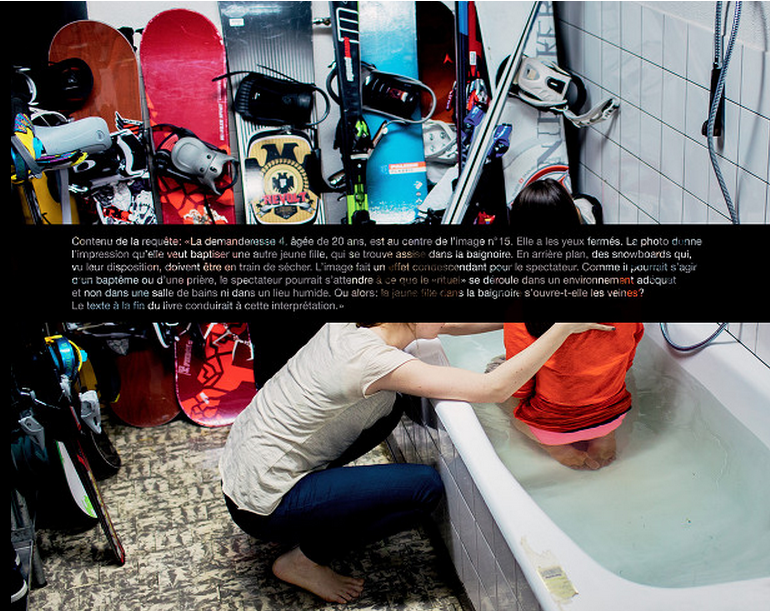 REVOLT
Contenu de la requête: «La demanderesse 4, âgée de 20 ans, est au centre de l'image n°15. Elle a les yeux fermés. La photo donne
l'impression qu'elle veut baptiser une autre jeune fille, qui se trouve assise dans la baignoire. En arrière plan, des snowboards qui,
vu leur disposition, doivent être en train de sécher. L'image fait un effet condescendant pour le spectateur. Comme il pourrait s'agir
d'un baptème ou d'une prière, le spectateur pourrait s'attendre à ce que le «rituel» se déroule dans un environnement adéquat
et non dans une salle de bains ni dans un lieu humide. Ou alors: la jeune fille dans la baignoire s'ouvre-t-elle les veines?
Le texte à la fin du livre conduirait à cette interprétation.»